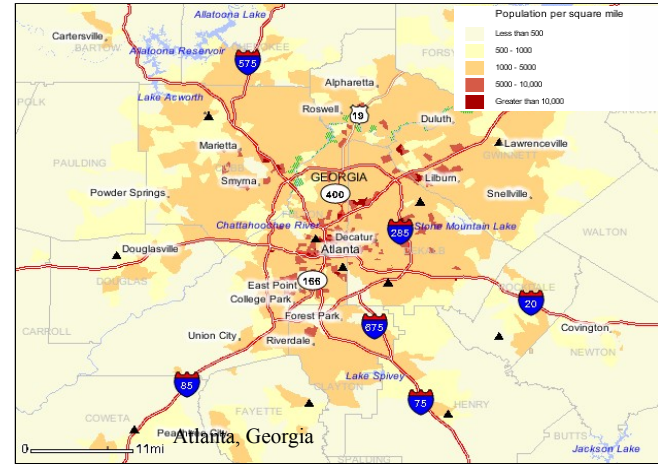 Allatoona Lake
Population per square mile
Less than 500
500 - 1000
1000 - 5000
5000 - 10,000
Greater than 10,000
Cartersville
BARTOW
Allatoona Reservoir
575
Alpharetta
Lake Acworth
POLK
Roswell
19
Duluth
Marietta
Lawrenceville
GWINNETT
PAULDING
GEORGIA
Smyrna
Lilburn
Powder Springs
400
Snellville
Chattahoochee River
Stone Mountain Lake
285
WALTON
Decatur
Douglasville
Atlanta
DOUGLAS
East Point
166
College Park
20
Forest Park
675
Covington
CARROLL
Union City
Riverdale
NEWTON
Lake Spivey
85
CLAYTON
75
HENRY
COWETA
FAYETTE
Atlanta, Georgia
BUTTS
Jackson Lake
SPALDING
0
11mi